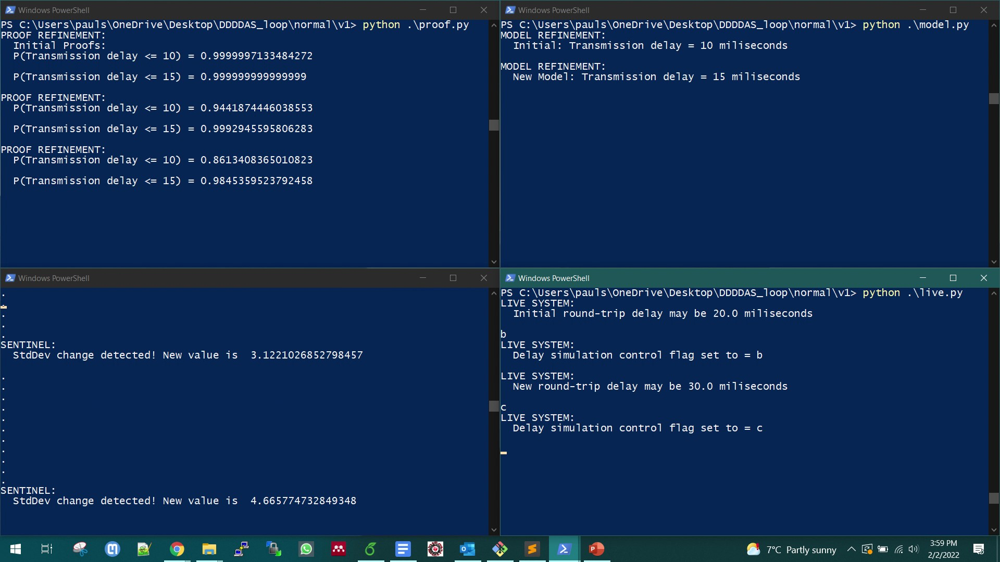 Windows PowerShell
PS C:\Users\pauls\OneDrive\Desktop\DDDDAS_loop\normal\v1> python .\proof.py
PROOF REFINEMENT:
Initial Proofs:
P(Transmission delay <= 10) = 0.9999997133484272
P(Transmission delay <= 15) = 0.999999999999999
PROOF REFINEMENT:
P(Transmission delay <= 10) = 0.9441874446038553
P(Transmission delay <= 15) = 0.9992945595806283
PROOF REFINEMENT:
P(Transmission delay <= 10) = 0.8613408365010823
P(Transmission delay <= 15) = 0.9845359523792458
Windows PowerShell
PS C:\Users\pauls\OneDrive\Desktop\DDDDAS_loop\normal\v1> python .\model.py
MODEL REFINEMENT:
Initial: Transmission delay = 10 miliseconds
MODEL REFINEMENT:
New Model: Transmission delay = 15 miliseconds
Windows PowerShell
.
.
.
.
.
SENTINEL:
StdDev change detected! New value is  3.1221026852798457
.
.
.
.
.
.
.
.
.
.
.
SENTINEL:
StdDev change detected! New value is  4.665774732849348
Windows PowerShell
PS C:\Users\pauls\OneDrive\Desktop\DDDDAS_loop\normal\v1> python .\live.py
LIVE SYSTEM:
Initial round-trip delay may be 20.0 miliseconds
b
LIVE SYSTEM:
Delay simulation control flag set to = b
LIVE SYSTEM:
New round-trip delay may be 30.0 miliseconds
c
LIVE SYSTEM:
Delay simulation control flag set to = c
7°C Partly sunny
3:59 PM
2/2/2022